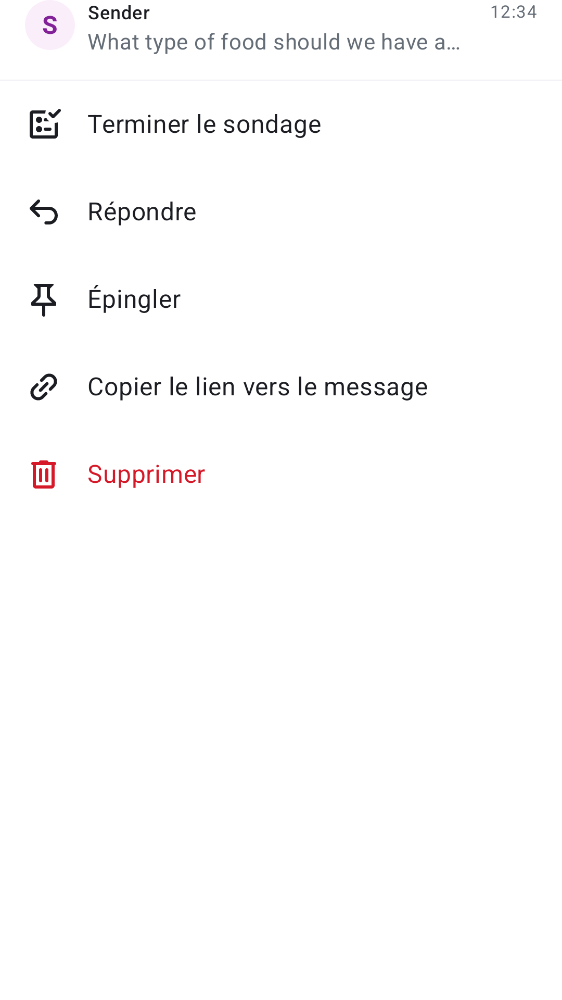 S
Sender
12:34
What type of food should we have a…
Terminer le sondage
Répondre
Épingler
Copier le lien vers le message
Supprimer